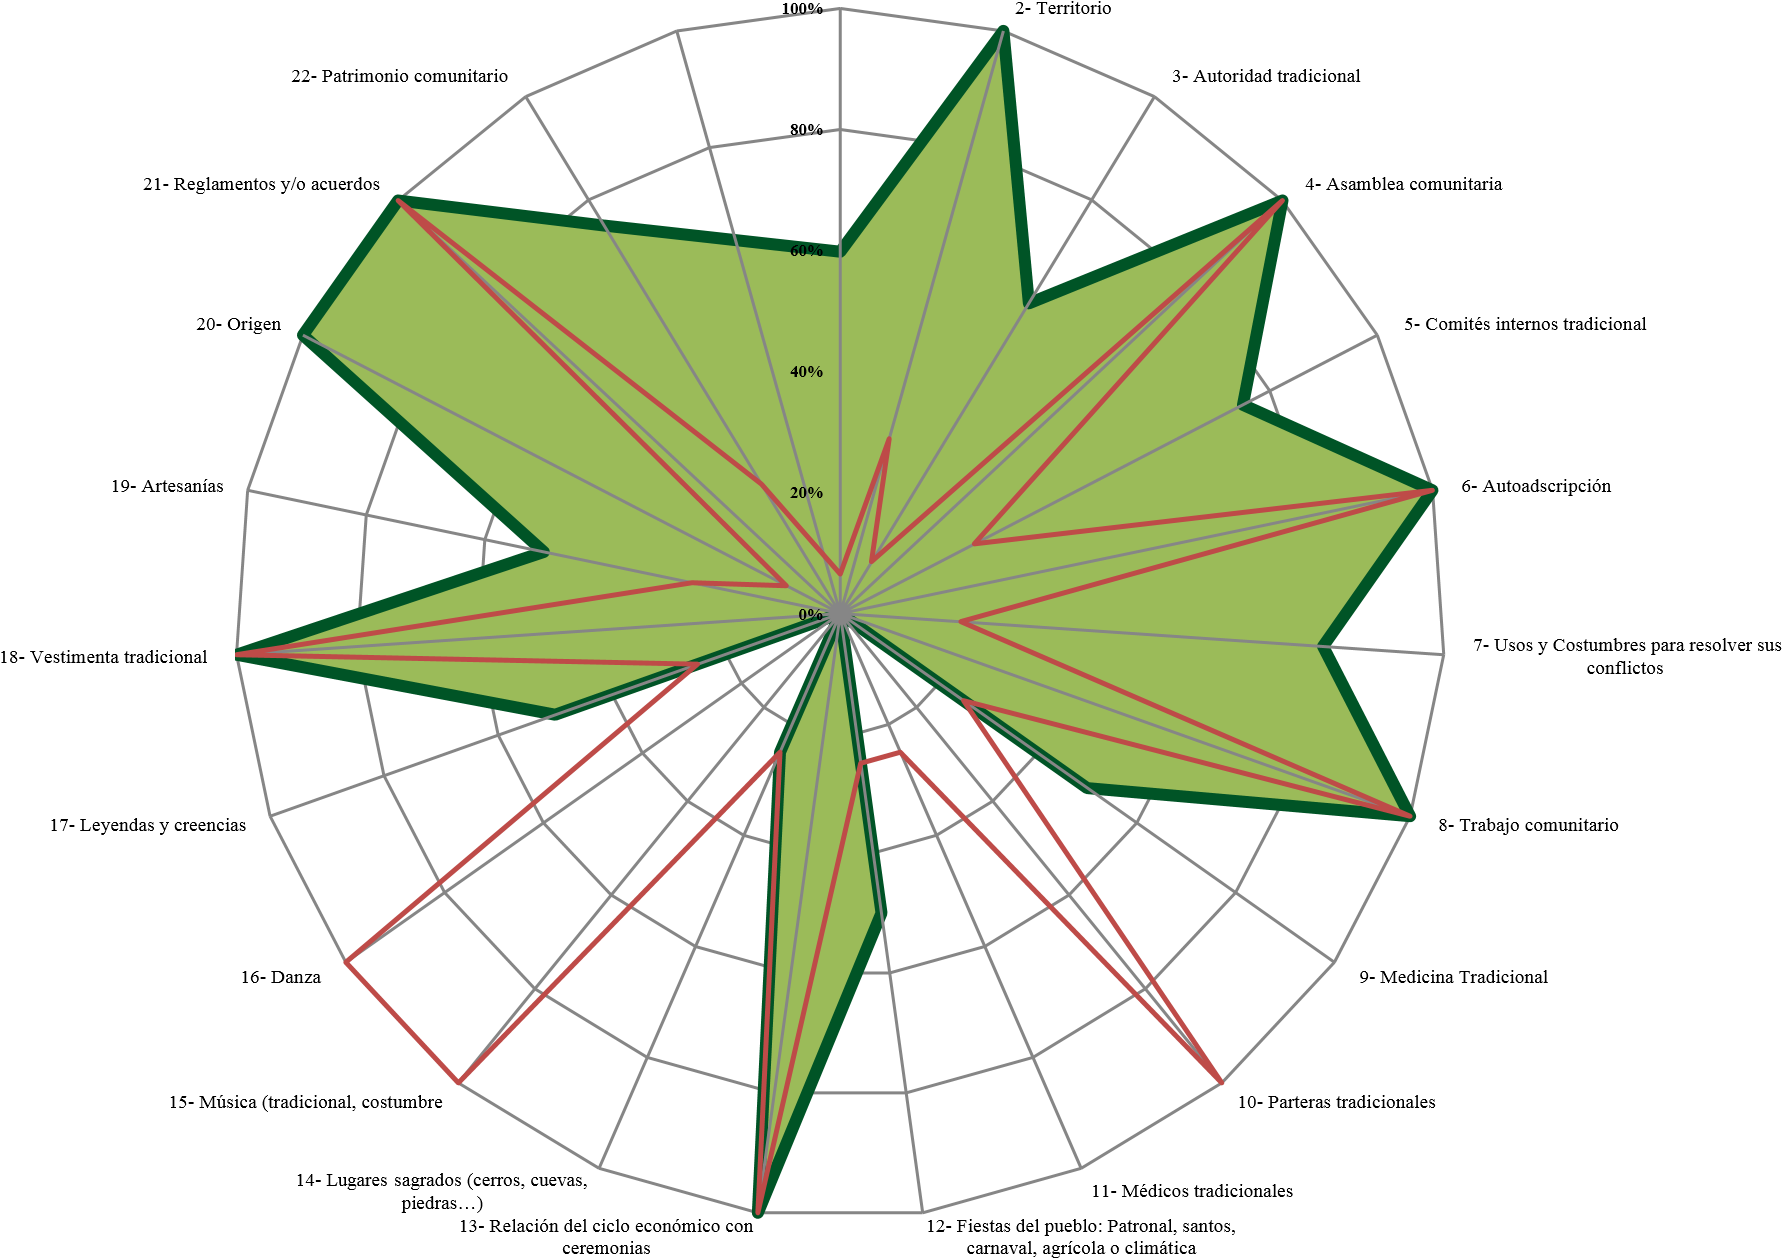 100%
80%
60%
40%
20%
0%
2- Territorio
3- Autoridad tradicional
4- Asamblea comunitaria
5- Comités internos tradicional
6- Autoadscripción
7- Usos y Costumbres para resolver sus
conflictos
8- Trabajo comunitario
9- Medicina Tradicional
10- Parteras tradicionales
11- Médicos tradicionales
12- Fiestas del pueblo: Patronal, santos,
carnaval, agrícola o climática
13- Relación del ciclo económico con
ceremonias
14- Lugares sagrados (cerros, cuevas,
piedras…)
15- Música (tradicional, costumbre
16- Danza
17- Leyendas y creencias
18- Vestimenta tradicional
19- Artesanías
20- Origen
21- Reglamentos y/o acuerdos
22- Patrimonio comunitario